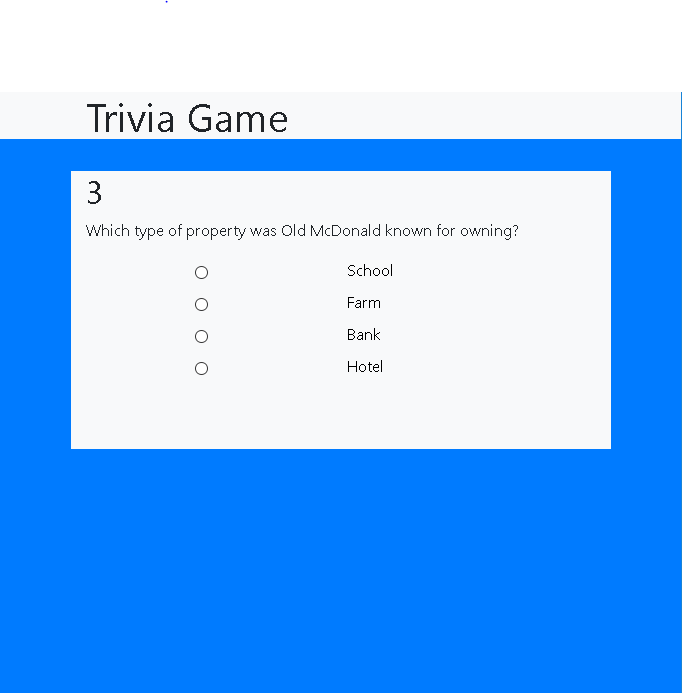 Trivia Game
3
Which type of property was Old McDonald known for owning?
School
Farm
Bank
Hotel